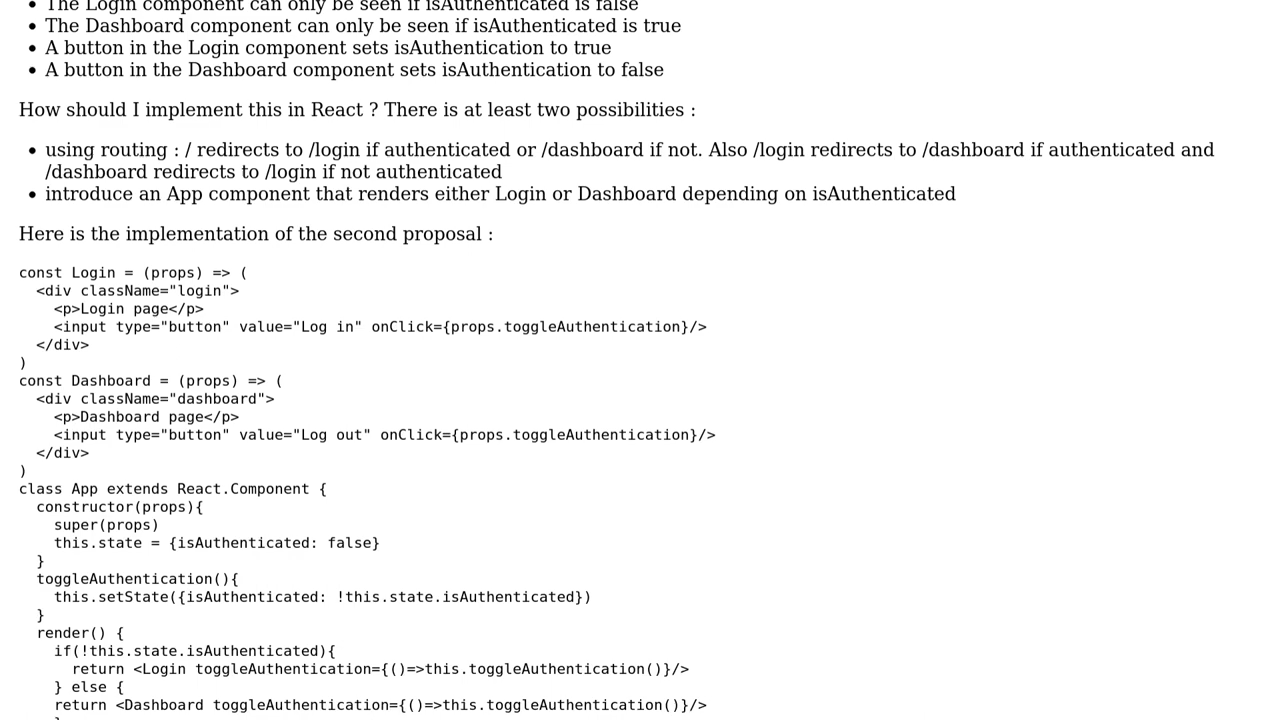 • The Login component can only be seen if isAuthenticated is false
• The Dashboard component can only be seen if isAuthenticated is true
• A button in the Login component sets isAuthentication to true
• A button in the Dashboard component sets isAuthentication to false
How should I implement this in React ? There is at least two possibilities :
• using routing : / redirects to /login if authenticated or /dashboard if not. Also /login redirects to /dashboard if authenticated and
/dashboard redirects to /login if not authenticated
• introduce an App component that renders either Login or Dashboard depending on isAuthenticated
Here is the implementation of the second proposal :
const Login = (props) => (
  <div className="login">
    <p>Login page</p>
    <input type="button" value="Log in" onClick={props.toggleAuthentication}/>
  </div>
)
const Dashboard = (props) => (
  <div className="dashboard">
    <p>Dashboard page</p>
    <input type="button" value="Log out" onClick={props.toggleAuthentication}/>
  </div>
)
class App extends React.Component {
  constructor(props){
    super(props)
    this.state = {isAuthenticated: false}
  }
  toggleAuthentication(){
    this.setState({isAuthenticated: !this.state.isAuthenticated})
  }
  render() {
    if(!this.state.isAuthenticated){
      return <Login toggleAuthentication={()=>this.toggleAuthentication()}/>
    } else {
    return <Dashboard toggleAuthentication={()=>this.toggleAuthentication()}/>
    }